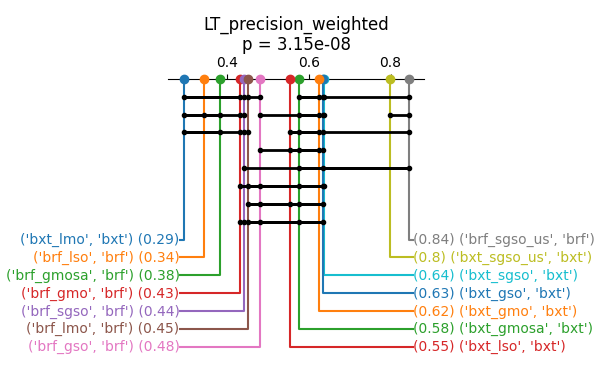 LT_precision_weighted
p = 3.15e-08
0.4 0.6 0.8
('bxt_lmo', 'bxt') (0.29) (0.84) ('brf_sgso_us', 'brf')
('brf_lso', 'brf') (0.34) (0.8) ('bxt_sgso_us', 'bxt')
('brf_gmosa', 'brf') (0.38) (0.64) ('bxt_sgso', 'bxt')
('brf_gmo', 'brf') (0.43) (0.63) ('bxt_gso', 'bxt')
('brf_sgso', 'brf') (0.44) (0.62) ('bxt_gmo', 'bxt')
('brf_lmo', 'brf') (0.45) (0.58) ('bxt_gmosa', 'bxt')
('brf_gso', 'brf') (0.48) (0.55) ('bxt_lso', 'bxt')